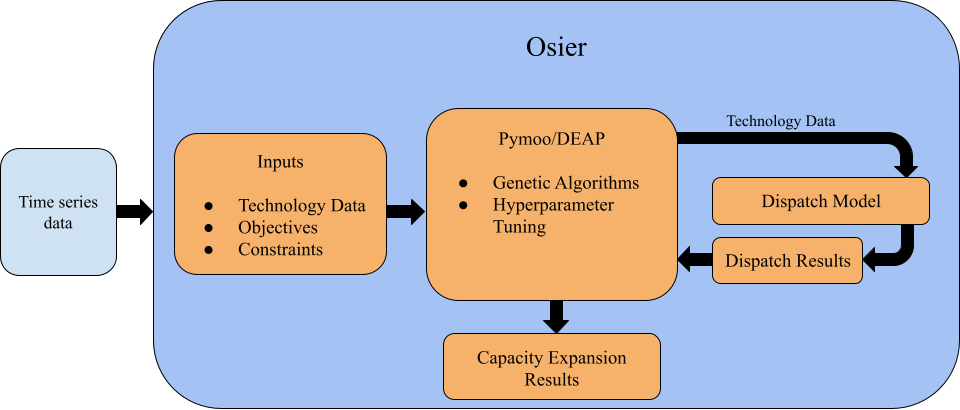 Osier
Time series
data
Inputs
● Technology Data
● Objectives
● Constraints
Pymoo/DEAP
● Genetic Algorithms
● Hyperparameter
Tuning
Technology Data
Dispatch Model
Dispatch Results
Capacity Expansion
Results